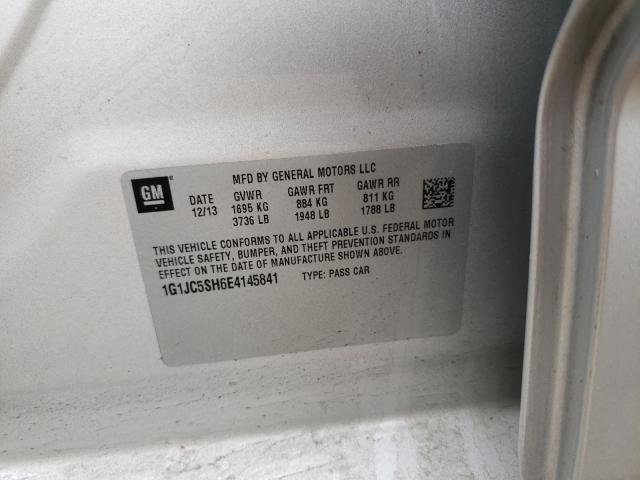 GM
MFD BY GENERAL MOTORS LLC
DATE GVWR GAWR FRT GAWR RR
12/13 1695 KG 884 KG 811 KG
3736 LB 1948 LB 1788 LB
THIS VEHICLE CONFORMS TO ALL APPLICABLE U.S. FEDERAL MOTOR
VEHICLE SAFETY, BUMPER, AND THEFT PREVENTION STANDARDS IN
EFFECT ON THE DATE OF MANUFACTURE SHOWN ABOVE.
1G1JC5SH6E4145841 TYPE: PASS CAR